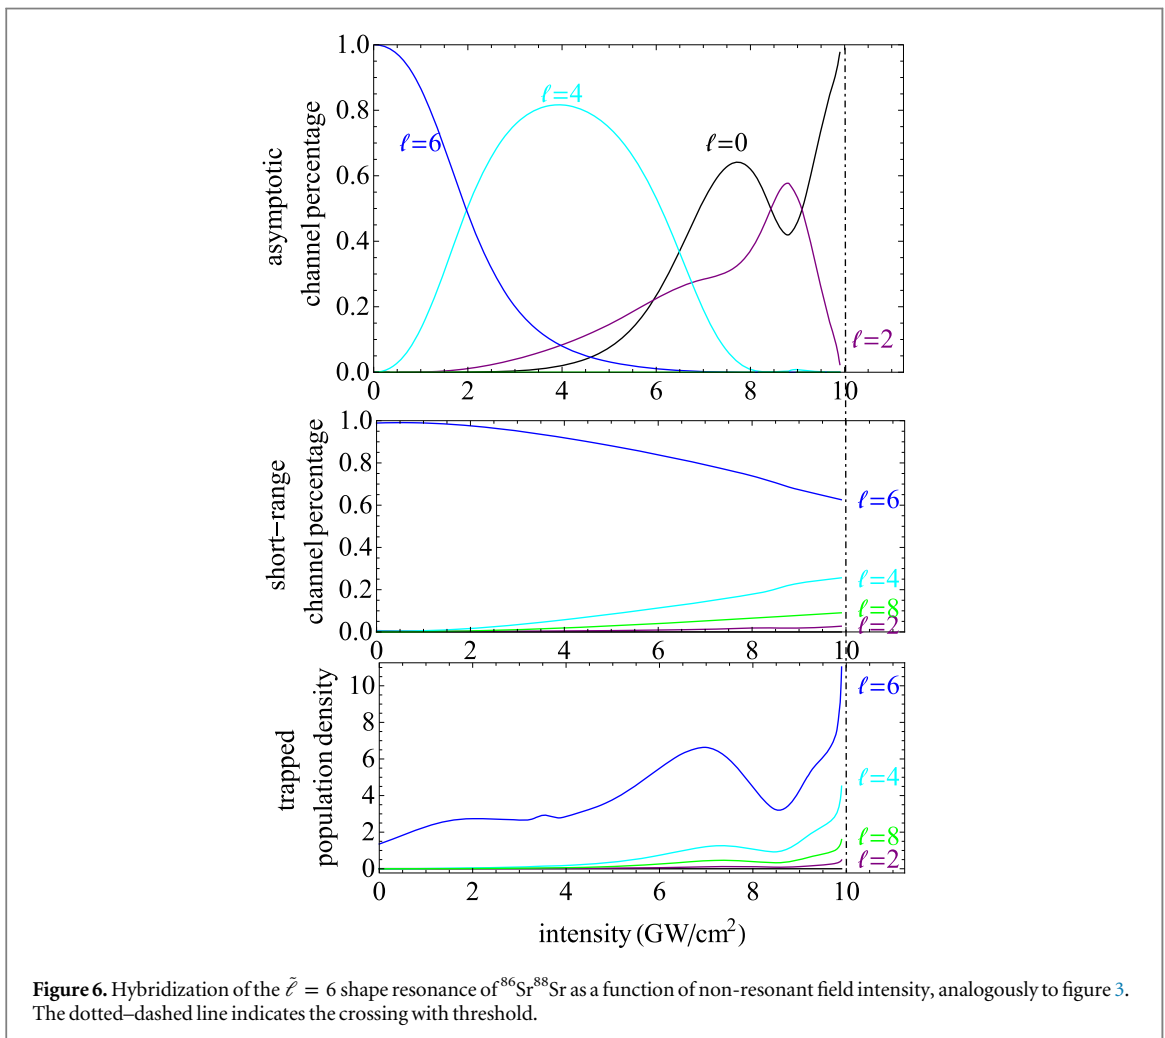 asymptotic
channel percentage
1.0
0.8
0.6
0.4
0.2
0.0
ℓ=6
ℓ=4
ℓ=0
ℓ=2
0 2 4 6 8 10
short–range
channel percentage
1.0
0.8
0.6
0.4
0.2
0.0
ℓ=6
ℓ=4
ℓ=8
ℓ=2
0 2 4 6 8 10
trapped
population density
10
8
6
4
2
0
ℓ=6
ℓ=4
ℓ=8
ℓ=2
0 2 4 6 8 10
intensity (GW/cm²)
Figure 6. Hybridization of the ℓ̃ = 6 shape resonance of ⁸⁶Sr⁸⁸Sr as a function of non-resonant field intensity, analogously to figure 3.
The dotted–dashed line indicates the crossing with threshold.